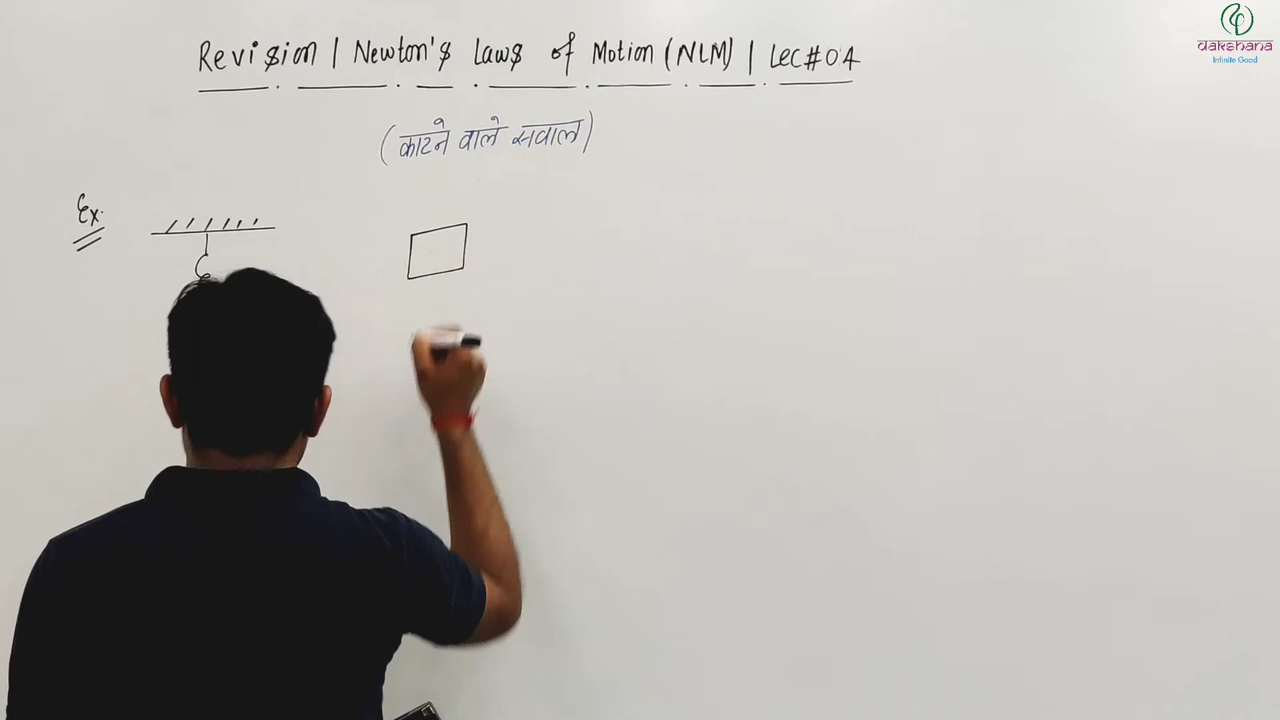 Revision | Newton's Laws of Motion (NLM) | Lec#04
(काटने वाले सवाल)
Ex.
dakshana
Infinite Good